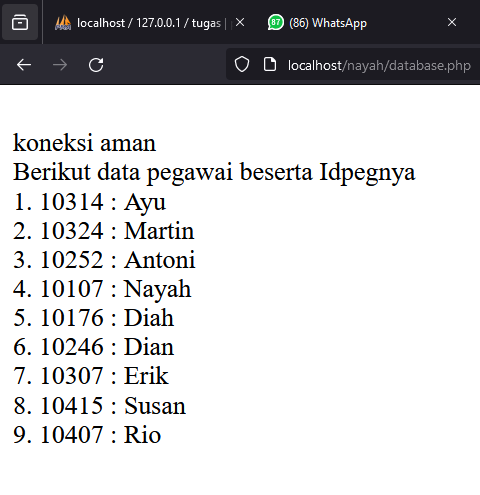 localhost / 127.0.0.1 / tugas |
(86) WhatsApp
87
localhost/nayah/database.php
koneksi aman
Berikut data pegawai beserta Idpegnya
1. 10314 : Ayu
2. 10324 : Martin
3. 10252 : Antoni
4. 10107 : Nayah
5. 10176 : Diah
6. 10246 : Dian
7. 10307 : Erik
8. 10415 : Susan
9. 10407 : Rio